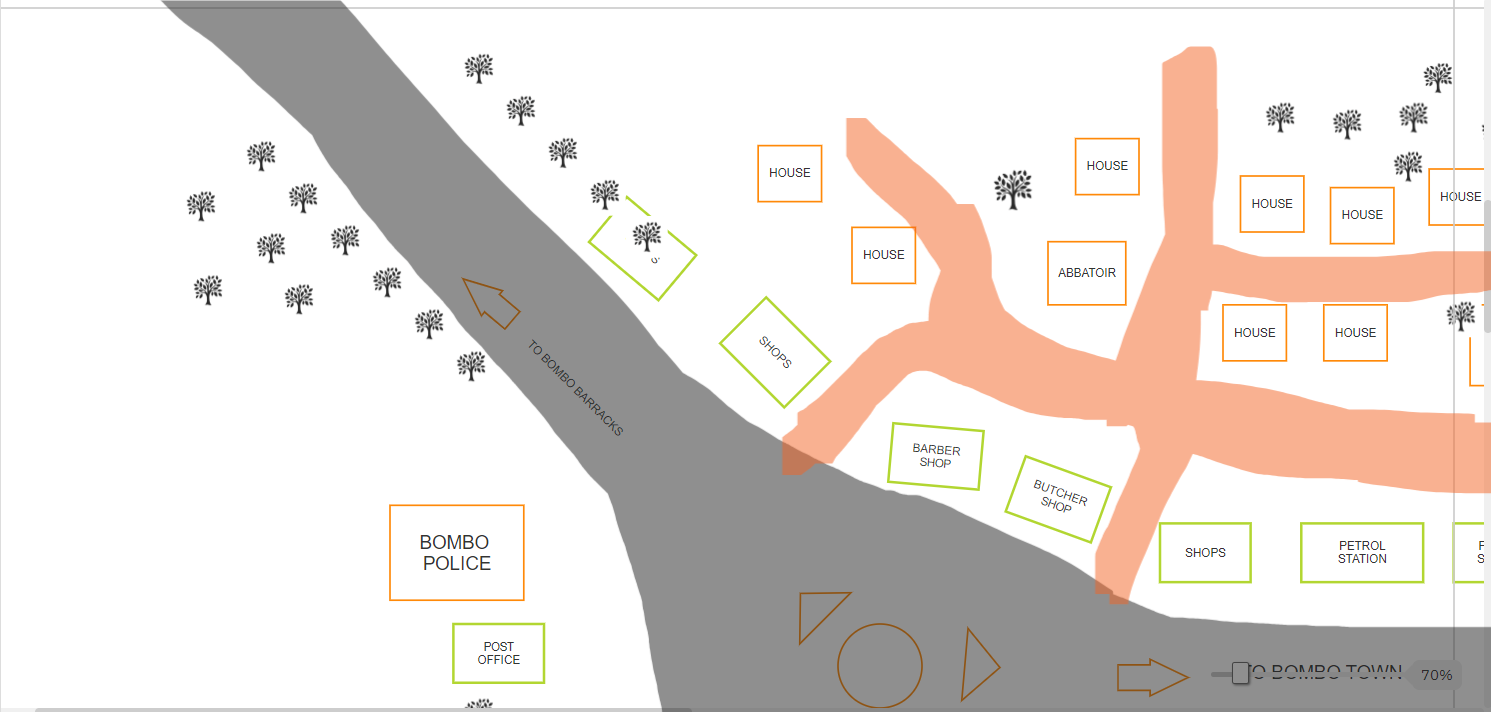 HOUSE
HOUSE
HOUSE
HOUSE
HOUSE
HOUSE
ABBATOIR
S
HOUSE
HOUSE
SHOPS
TO BOMBO BARRACKS
BARBER
SHOP
BUTCHER
SHOP
BOMBO
POLICE
SHOPS
PETROL
STATION
POST
OFFICE
TO BOMBO TOWN
70%